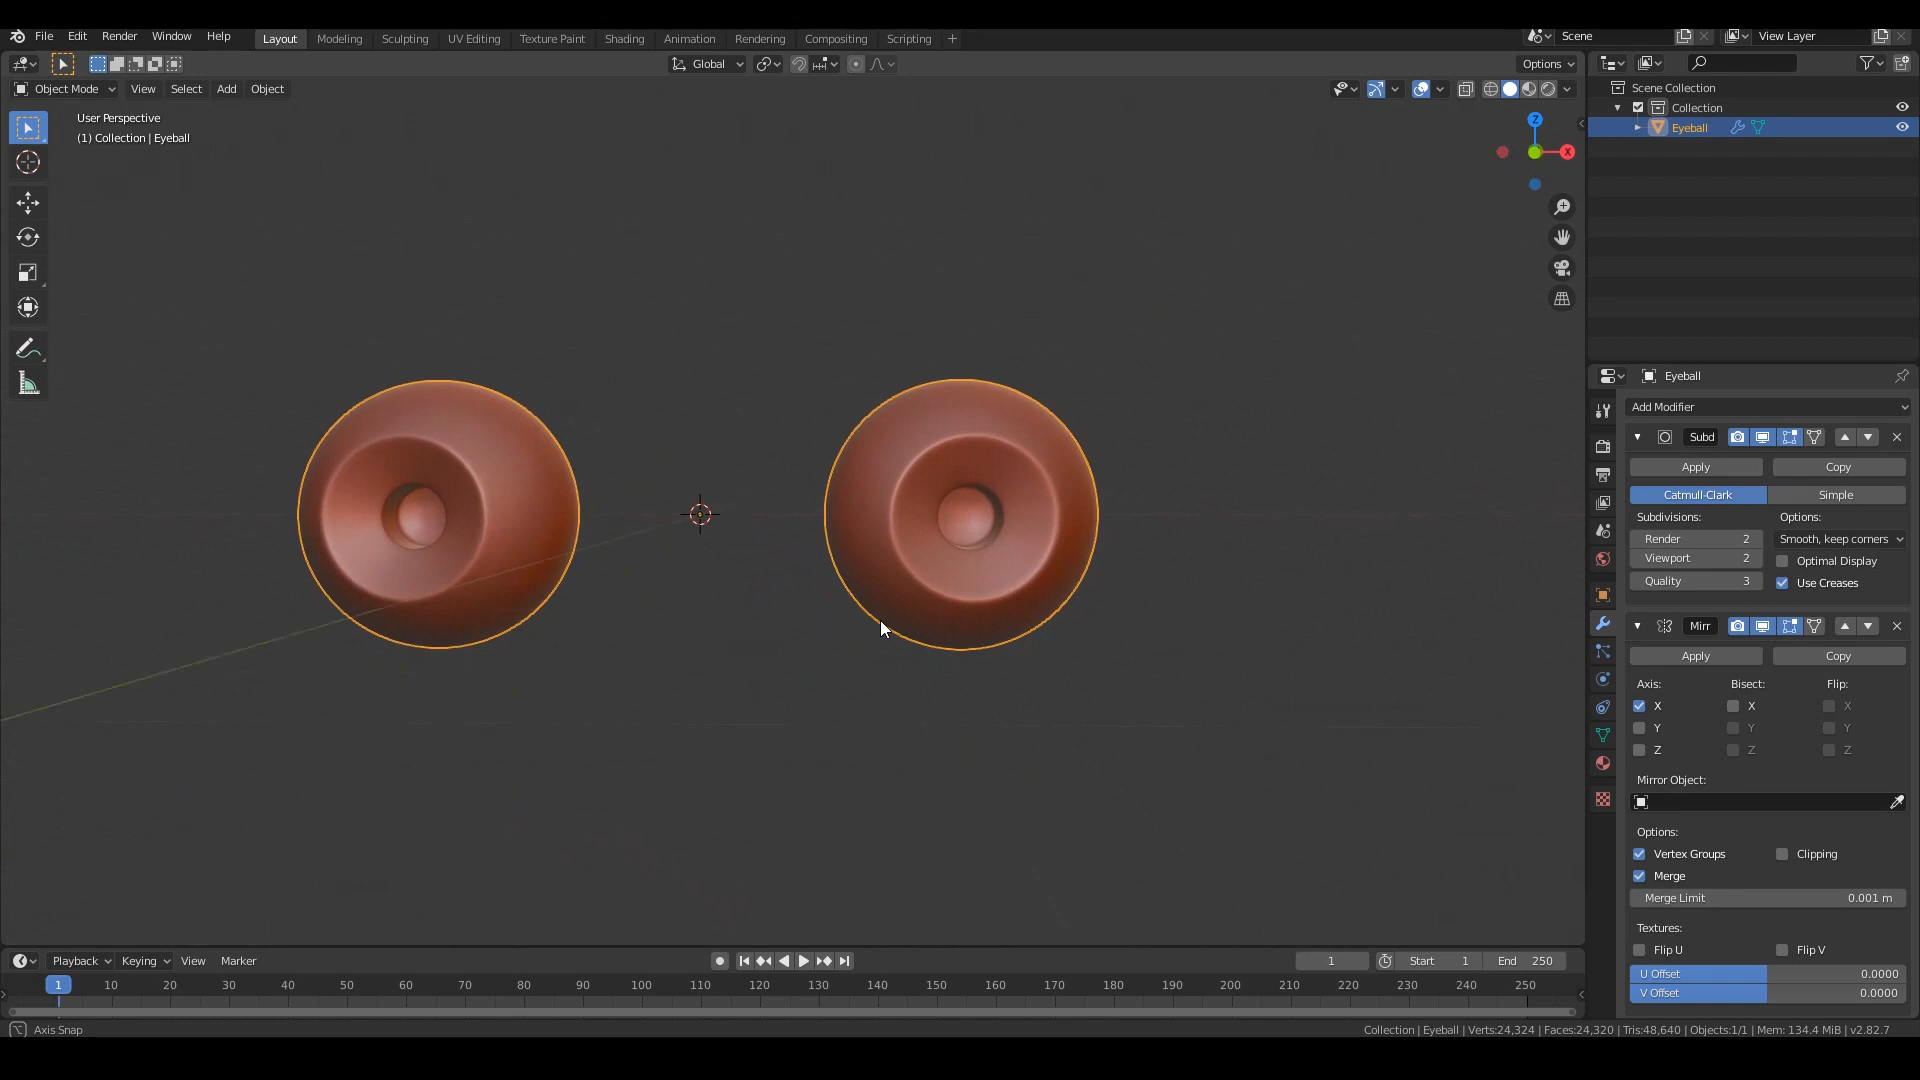 File Edit Render Window Help Layout Modeling Sculpting UV Editing Texture Paint Shading Animation Rendering Compositing Scripting + Scene View Layer
Global Options
Object Mode View Select Add Object
User Perspective
(1) Collection | Eyeball
Z
X
Scene Collection
Collection
Eyeball
Eyeball
Add Modifier
Subd
Apply Copy
Catmull-Clark Simple
Subdivisions: Options:
Render 2 Smooth, keep corners
Viewport 2 Optimal Display
Quality 3 Use Creases
Mirr
Apply Copy
Axis: Bisect: Flip:
X X X
Y Y Y
Z Z Z
Mirror Object:
Options:
Vertex Groups Clipping
Merge
Merge Limit 0.001 m
Textures:
Flip U Flip V
U Offset 0.0000
V Offset 0.0000
Playback Keying View Marker 1 Start 1 End 250
1 10 20 30 40 50 60 70 80 90 100 110 120 130 140 150 160 170 180 190 200 210 220 230 240 250
Axis Snap Collection | Eyeball | Verts:24,324 | Faces:24,320 | Tris:48,640 | Objects:1/1 | Mem: 134.4 MiB | v2.82.7